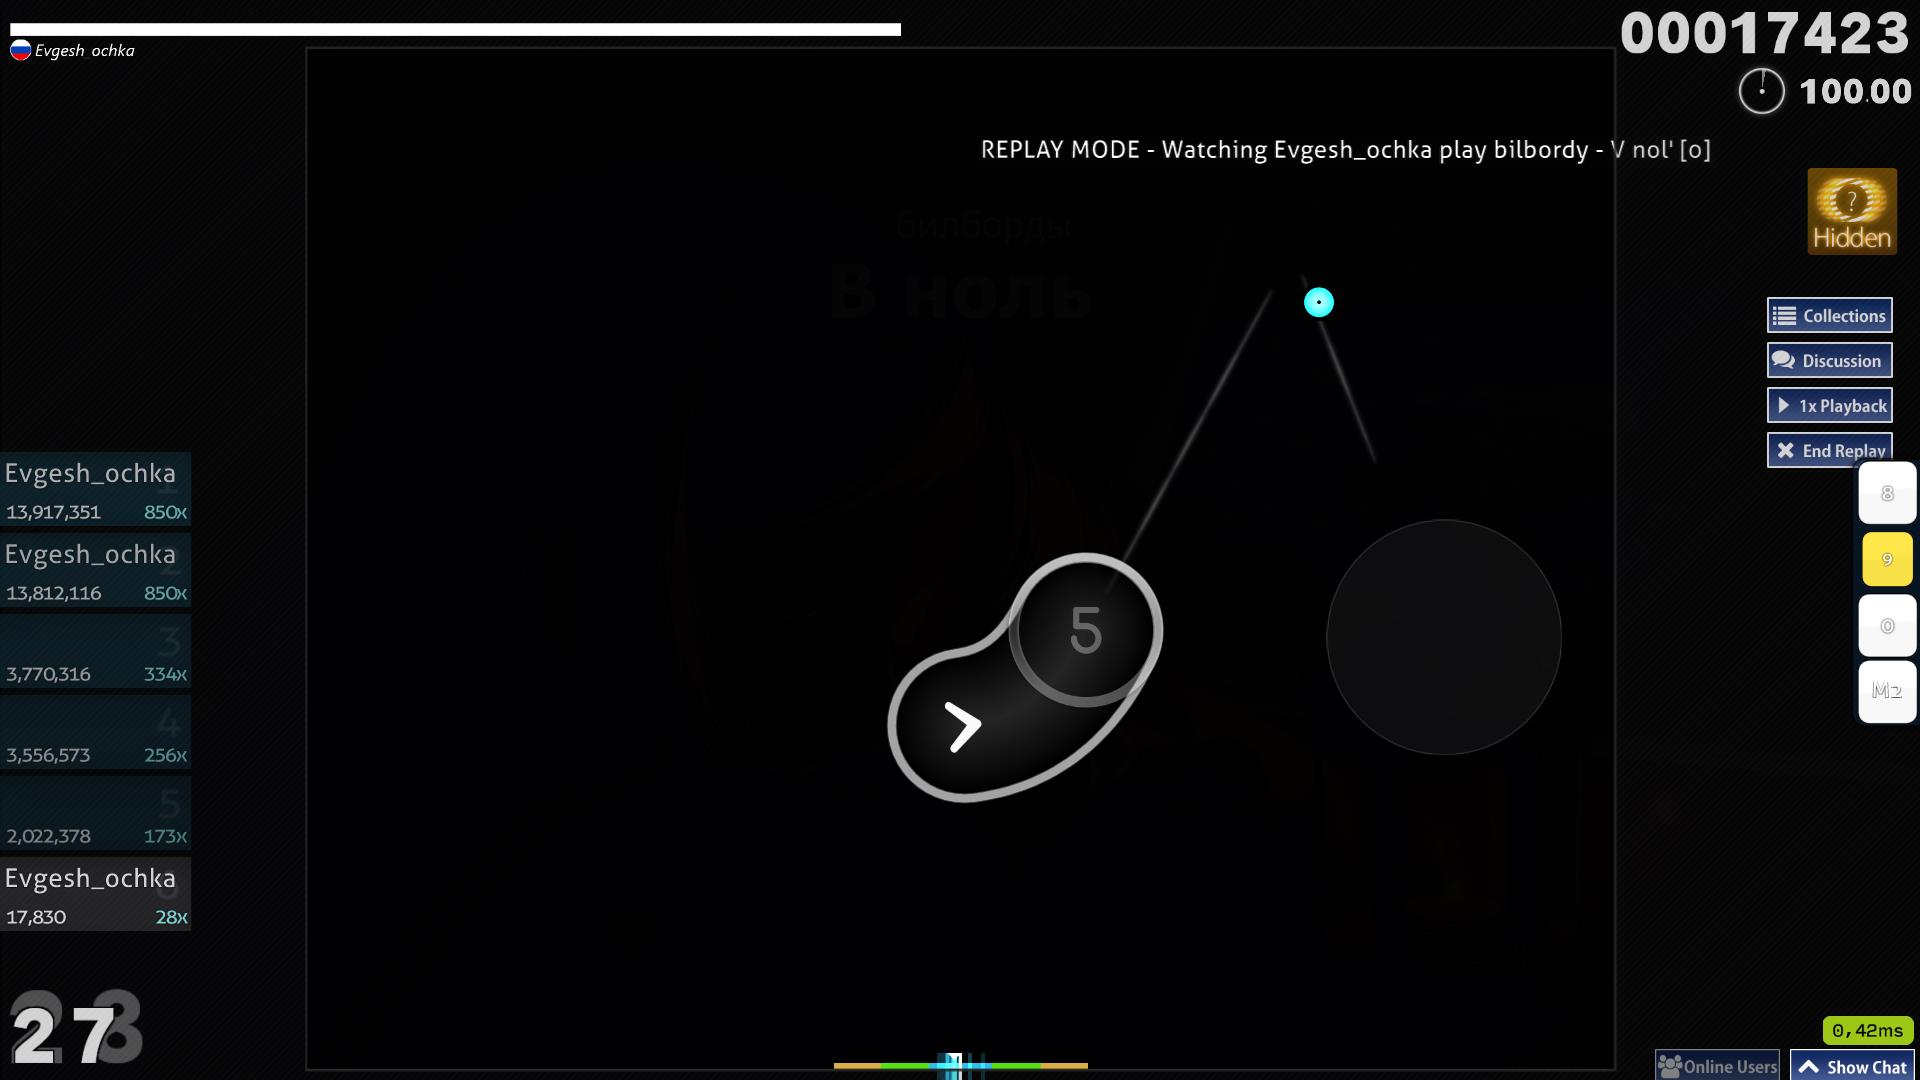 00017423
Evgesh_ochka
100.00
REPLAY MODE - Watching Evgesh_ochka play bilbordy - V nol' [o]
?
Hidden
билборды
В ноль
Collections
Discussion
1x Playback
End Replay
8
9
0
M2
Evgesh_ochka
1
13,917,351 850x
Evgesh_ochka
2
13,812,116 850x
3
3,770,316 334x
4
3,556,573 256x
5
2,022,378 173x
Evgesh_ochka
6
17,830 28x
5
27
28
0,42ms
Online Users
Show Chat